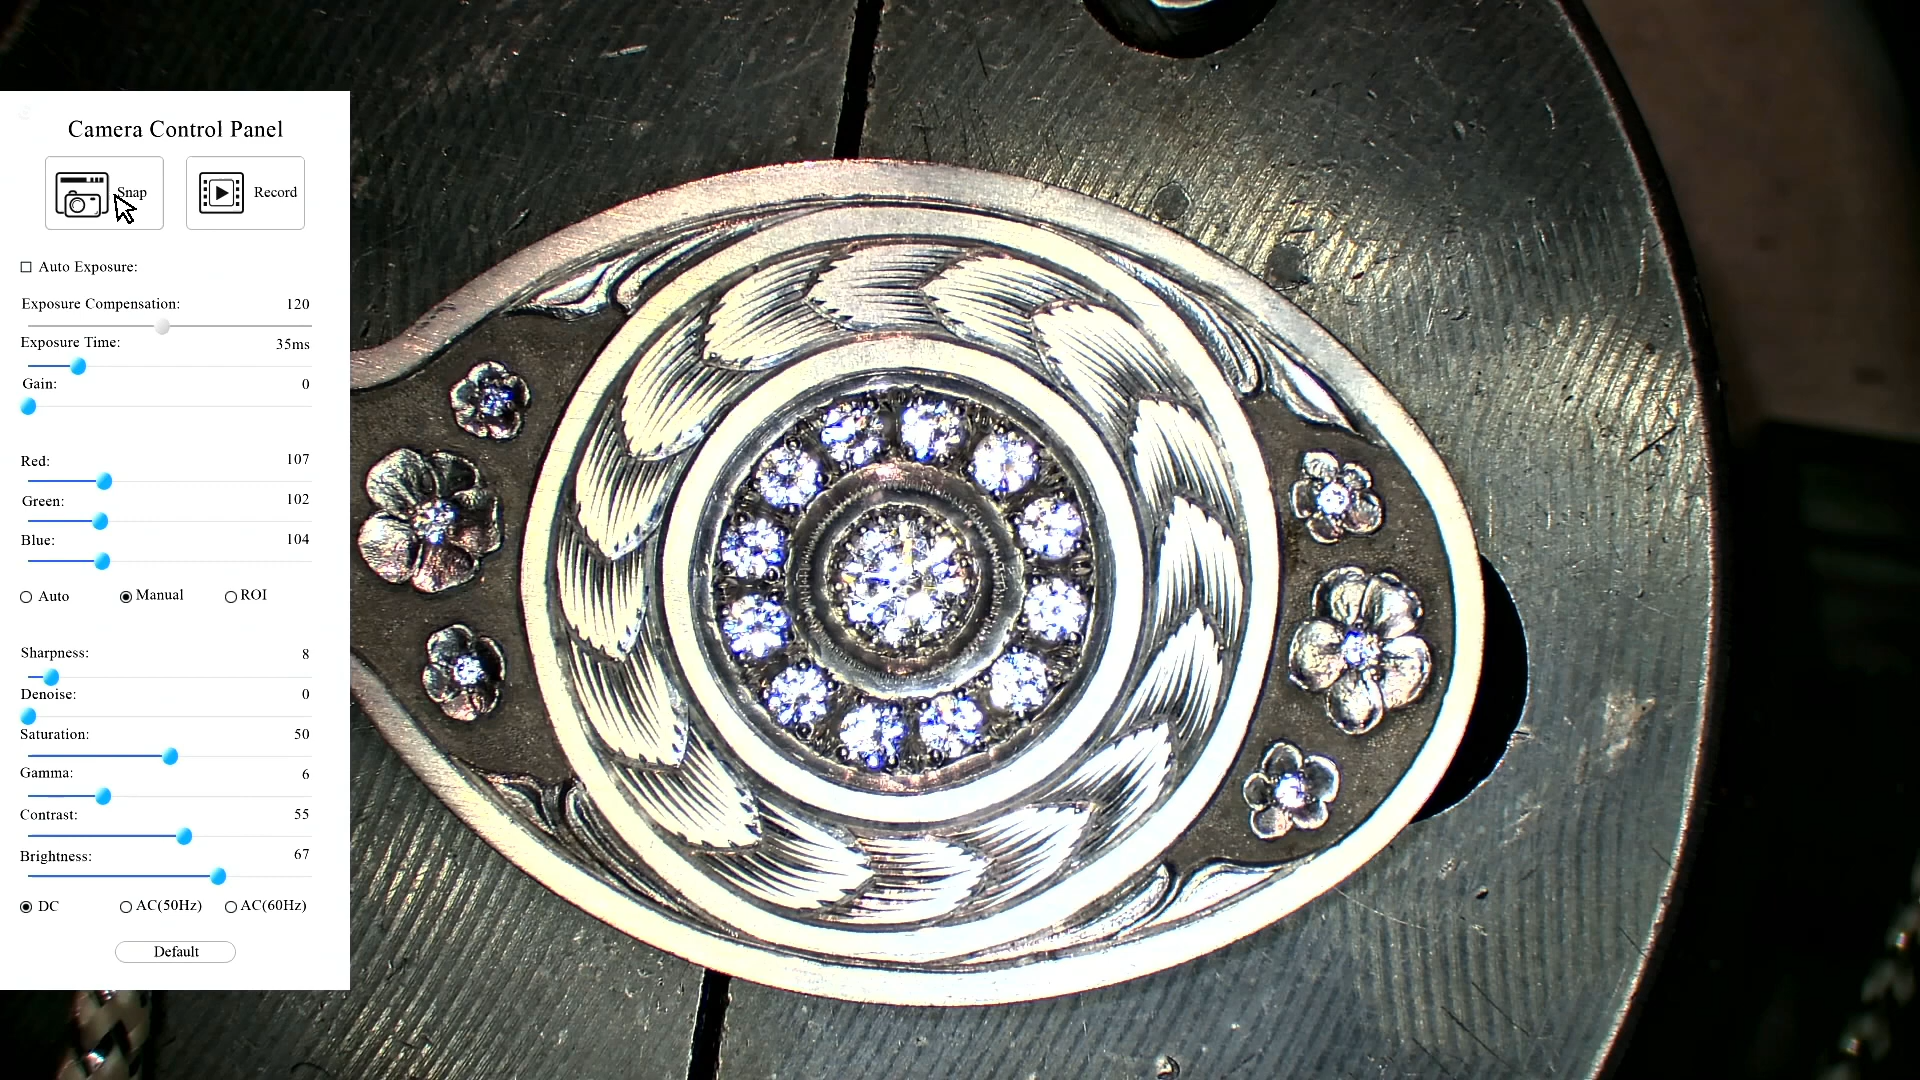 Camera Control Panel
Snap
Record
Auto Exposure:
Exposure Compensation: 120
Exposure Time: 35ms
Gain: 0
Red: 107
Green: 102
Blue: 104
Auto Manual ROI
Sharpness: 8
Denoise: 0
Saturation: 50
Gamma: 6
Contrast: 55
Brightness: 67
DC AC(50Hz) AC(60Hz)
Default